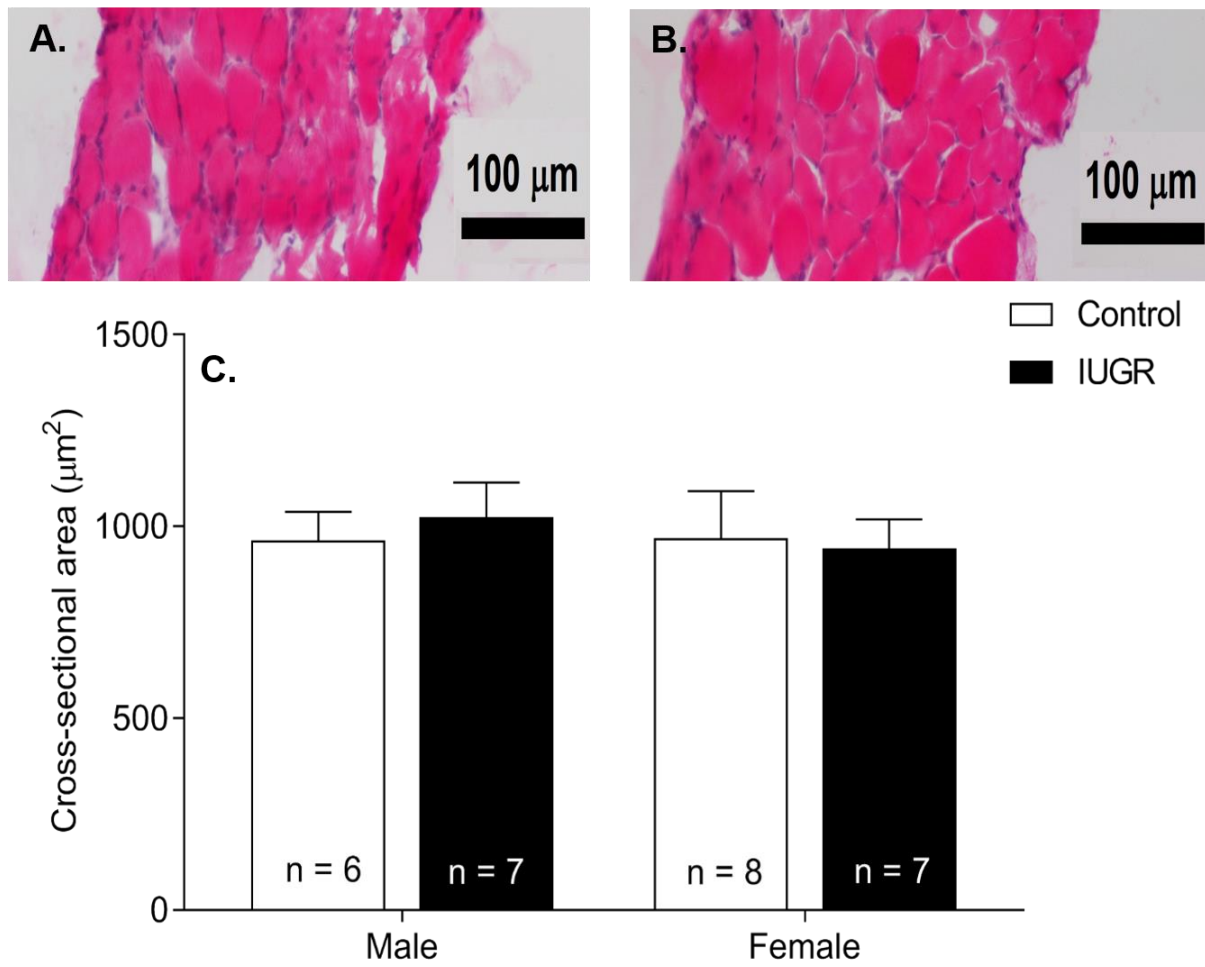 A.
100 μm
B.
100 μm
Control
IUGR
C.
Cross-sectional area (μm²)
1500
1000
500
0
n = 6
n = 7
n = 8
n = 7
Male
Female